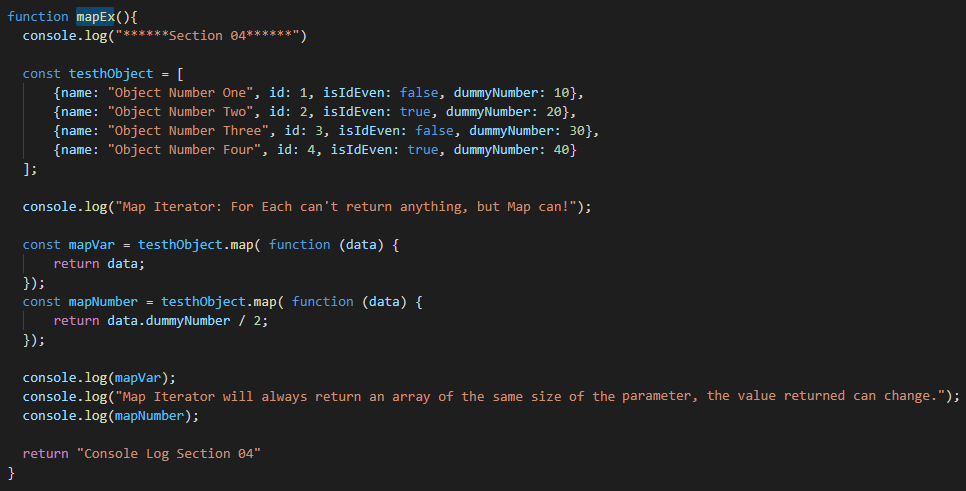 function mapEx(){
console.log("******Section 04******")
const testhObject = [
{name: "Object Number One", id: 1, isIdEven: false, dummyNumber: 10},
{name: "Object Number Two", id: 2, isIdEven: true, dummyNumber: 20},
{name: "Object Number Three", id: 3, isIdEven: false, dummyNumber: 30},
{name: "Object Number Four", id: 4, isIdEven: true, dummyNumber: 40}
];
console.log("Map Iterator: For Each can't return anything, but Map can!");
const mapVar = testhObject.map( function (data) {
return data;
});
const mapNumber = testhObject.map( function (data) {
return data.dummyNumber / 2;
});
console.log(mapVar);
console.log("Map Iterator will always return an array of the same size of the parameter, the value returned can change.");
console.log(mapNumber);
return "Console Log Section 04"
}